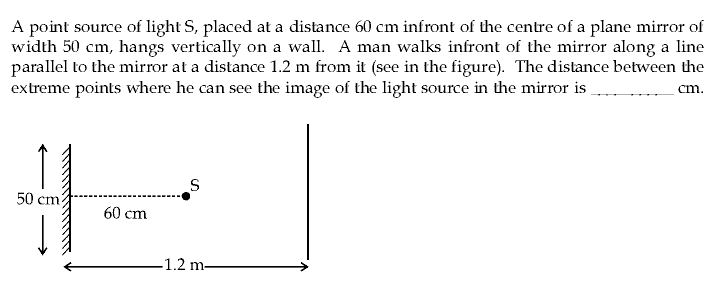 A point source of light S, placed at a distance 60 cm infront of the centre of a plane mirror of
width 50 cm, hangs vertically on a wall. A man walks infront of the mirror along a line
parallel to the mirror at a distance 1.2 m from it (see in the figure). The distance between the
extreme points where he can see the image of the light source in the mirror is __________ cm.
S
50 cm
60 cm
1.2 m